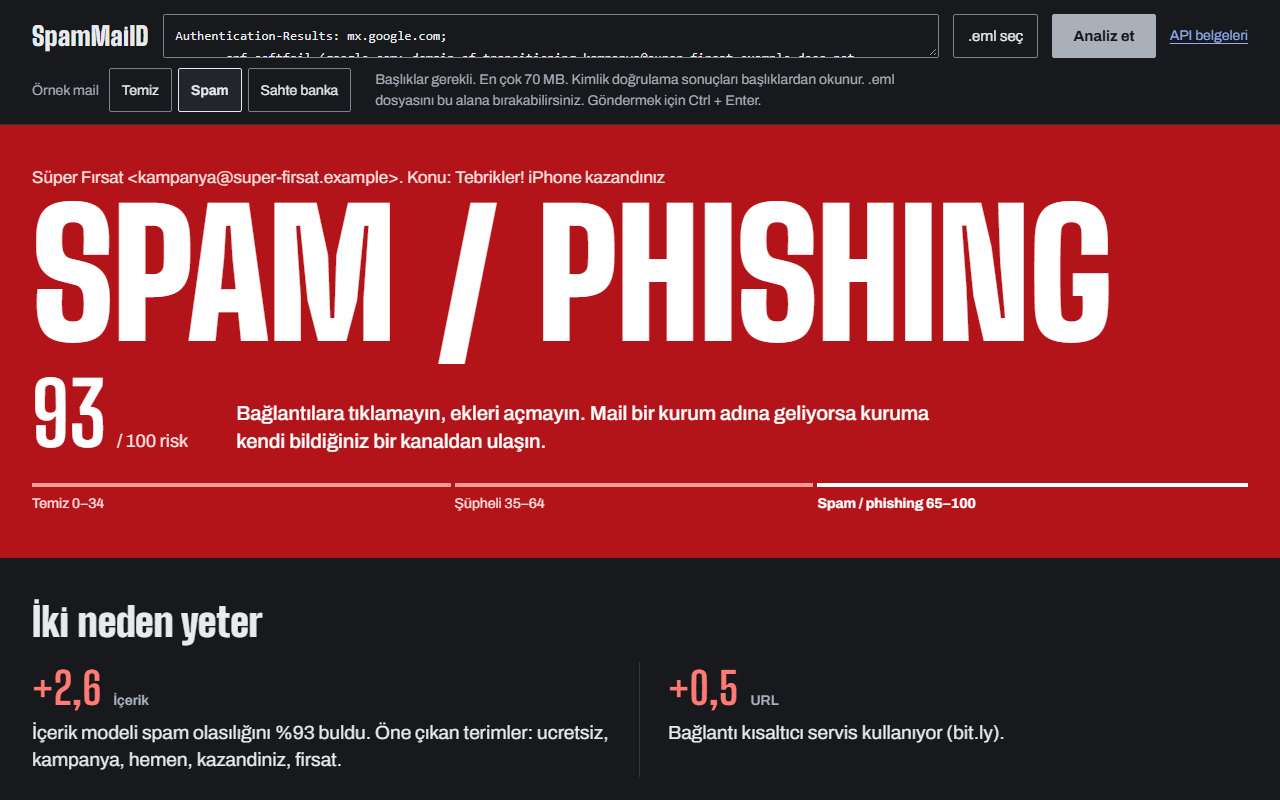 SpamMailD
Authentication-Results: mx.google.com;
.eml seç
Analiz et
API belgeleri
Örnek mail
Temiz
Spam
Sahte banka
Başlıklar gerekli. En çok 70 MB. Kimlik doğrulama sonuçları başlıklardan okunur. .eml
dosyasını bu alana bırakabilirsiniz. Göndermek için Ctrl + Enter.
Süper Fırsat <kampanya@super-firsat.example>. Konu: Tebrikler! iPhone kazandınız
SPAM / PHISHING
93 / 100 risk
Bağlantılara tıklamayın, ekleri açmayın. Mail bir kurum adına geliyorsa kuruma
kendi bildiğiniz bir kanaldan ulaşın.
Temiz 0–34
Şüpheli 35–64
Spam / phishing 65–100
İki neden yeter
+2,6 İçerik
İçerik modeli spam olasılığını %93 buldu. Öne çıkan terimler: ucretsiz,
kampanya, hemen, kazandiniz, firsat.
+0,5 URL
Bağlantı kısaltıcı servis kullanıyor (bit.ly).